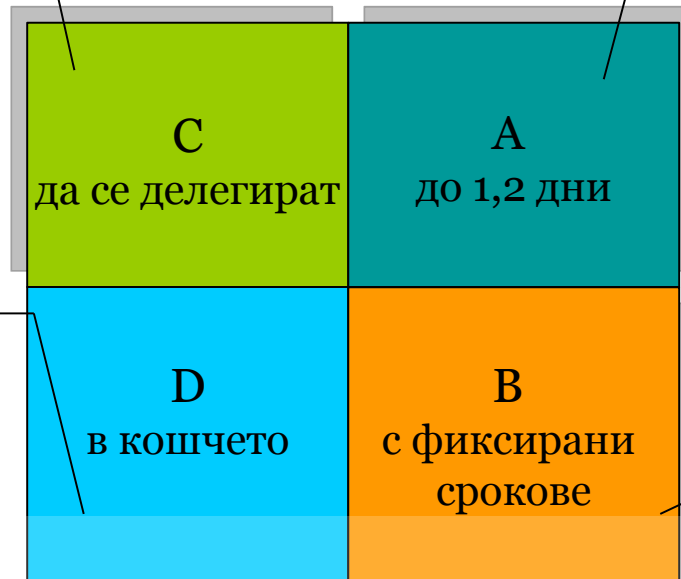 C
да се делегират
A
до 1,2 дни
D
в кошчето
B
с фиксирани
срокове